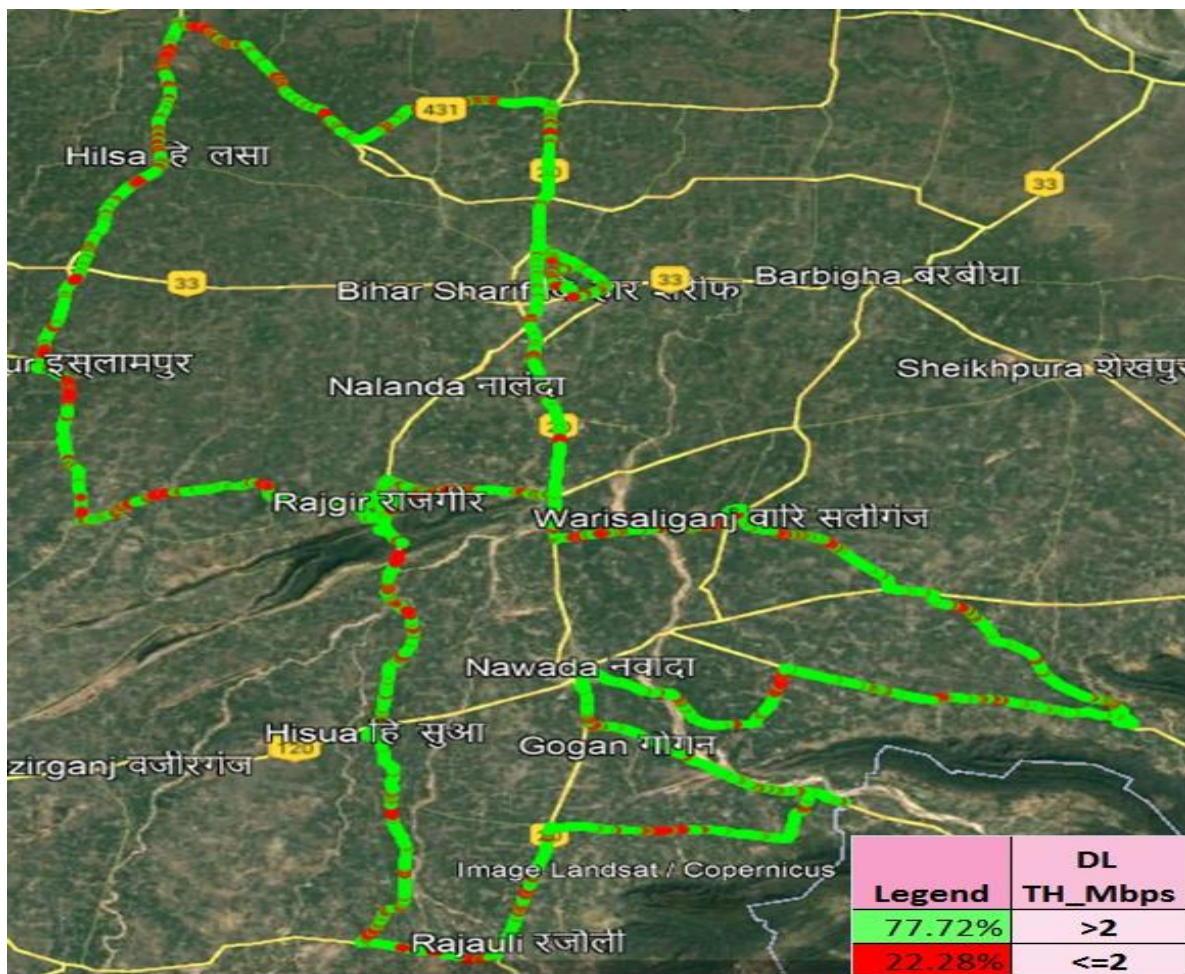 431
Hilsa हि लसा
20
33
33
33
Barbigha बरबीघा
Bihar Sharif शरीफ
इस्लामपुर
Sheikhpura शेखपुर
Nalanda नालंदा
20
Rajgir राजगीर
Warisaliganj वारि सलीगंज
Nawada नवादा
Hisua हि सुआ
Gogan गोगन
120
zirganj वजीरगंज
Image Landsat / Copernicus
Rajauli रजौली
Legend
DL
TH_Mbps
77.72%
>2
22.28%
<=2